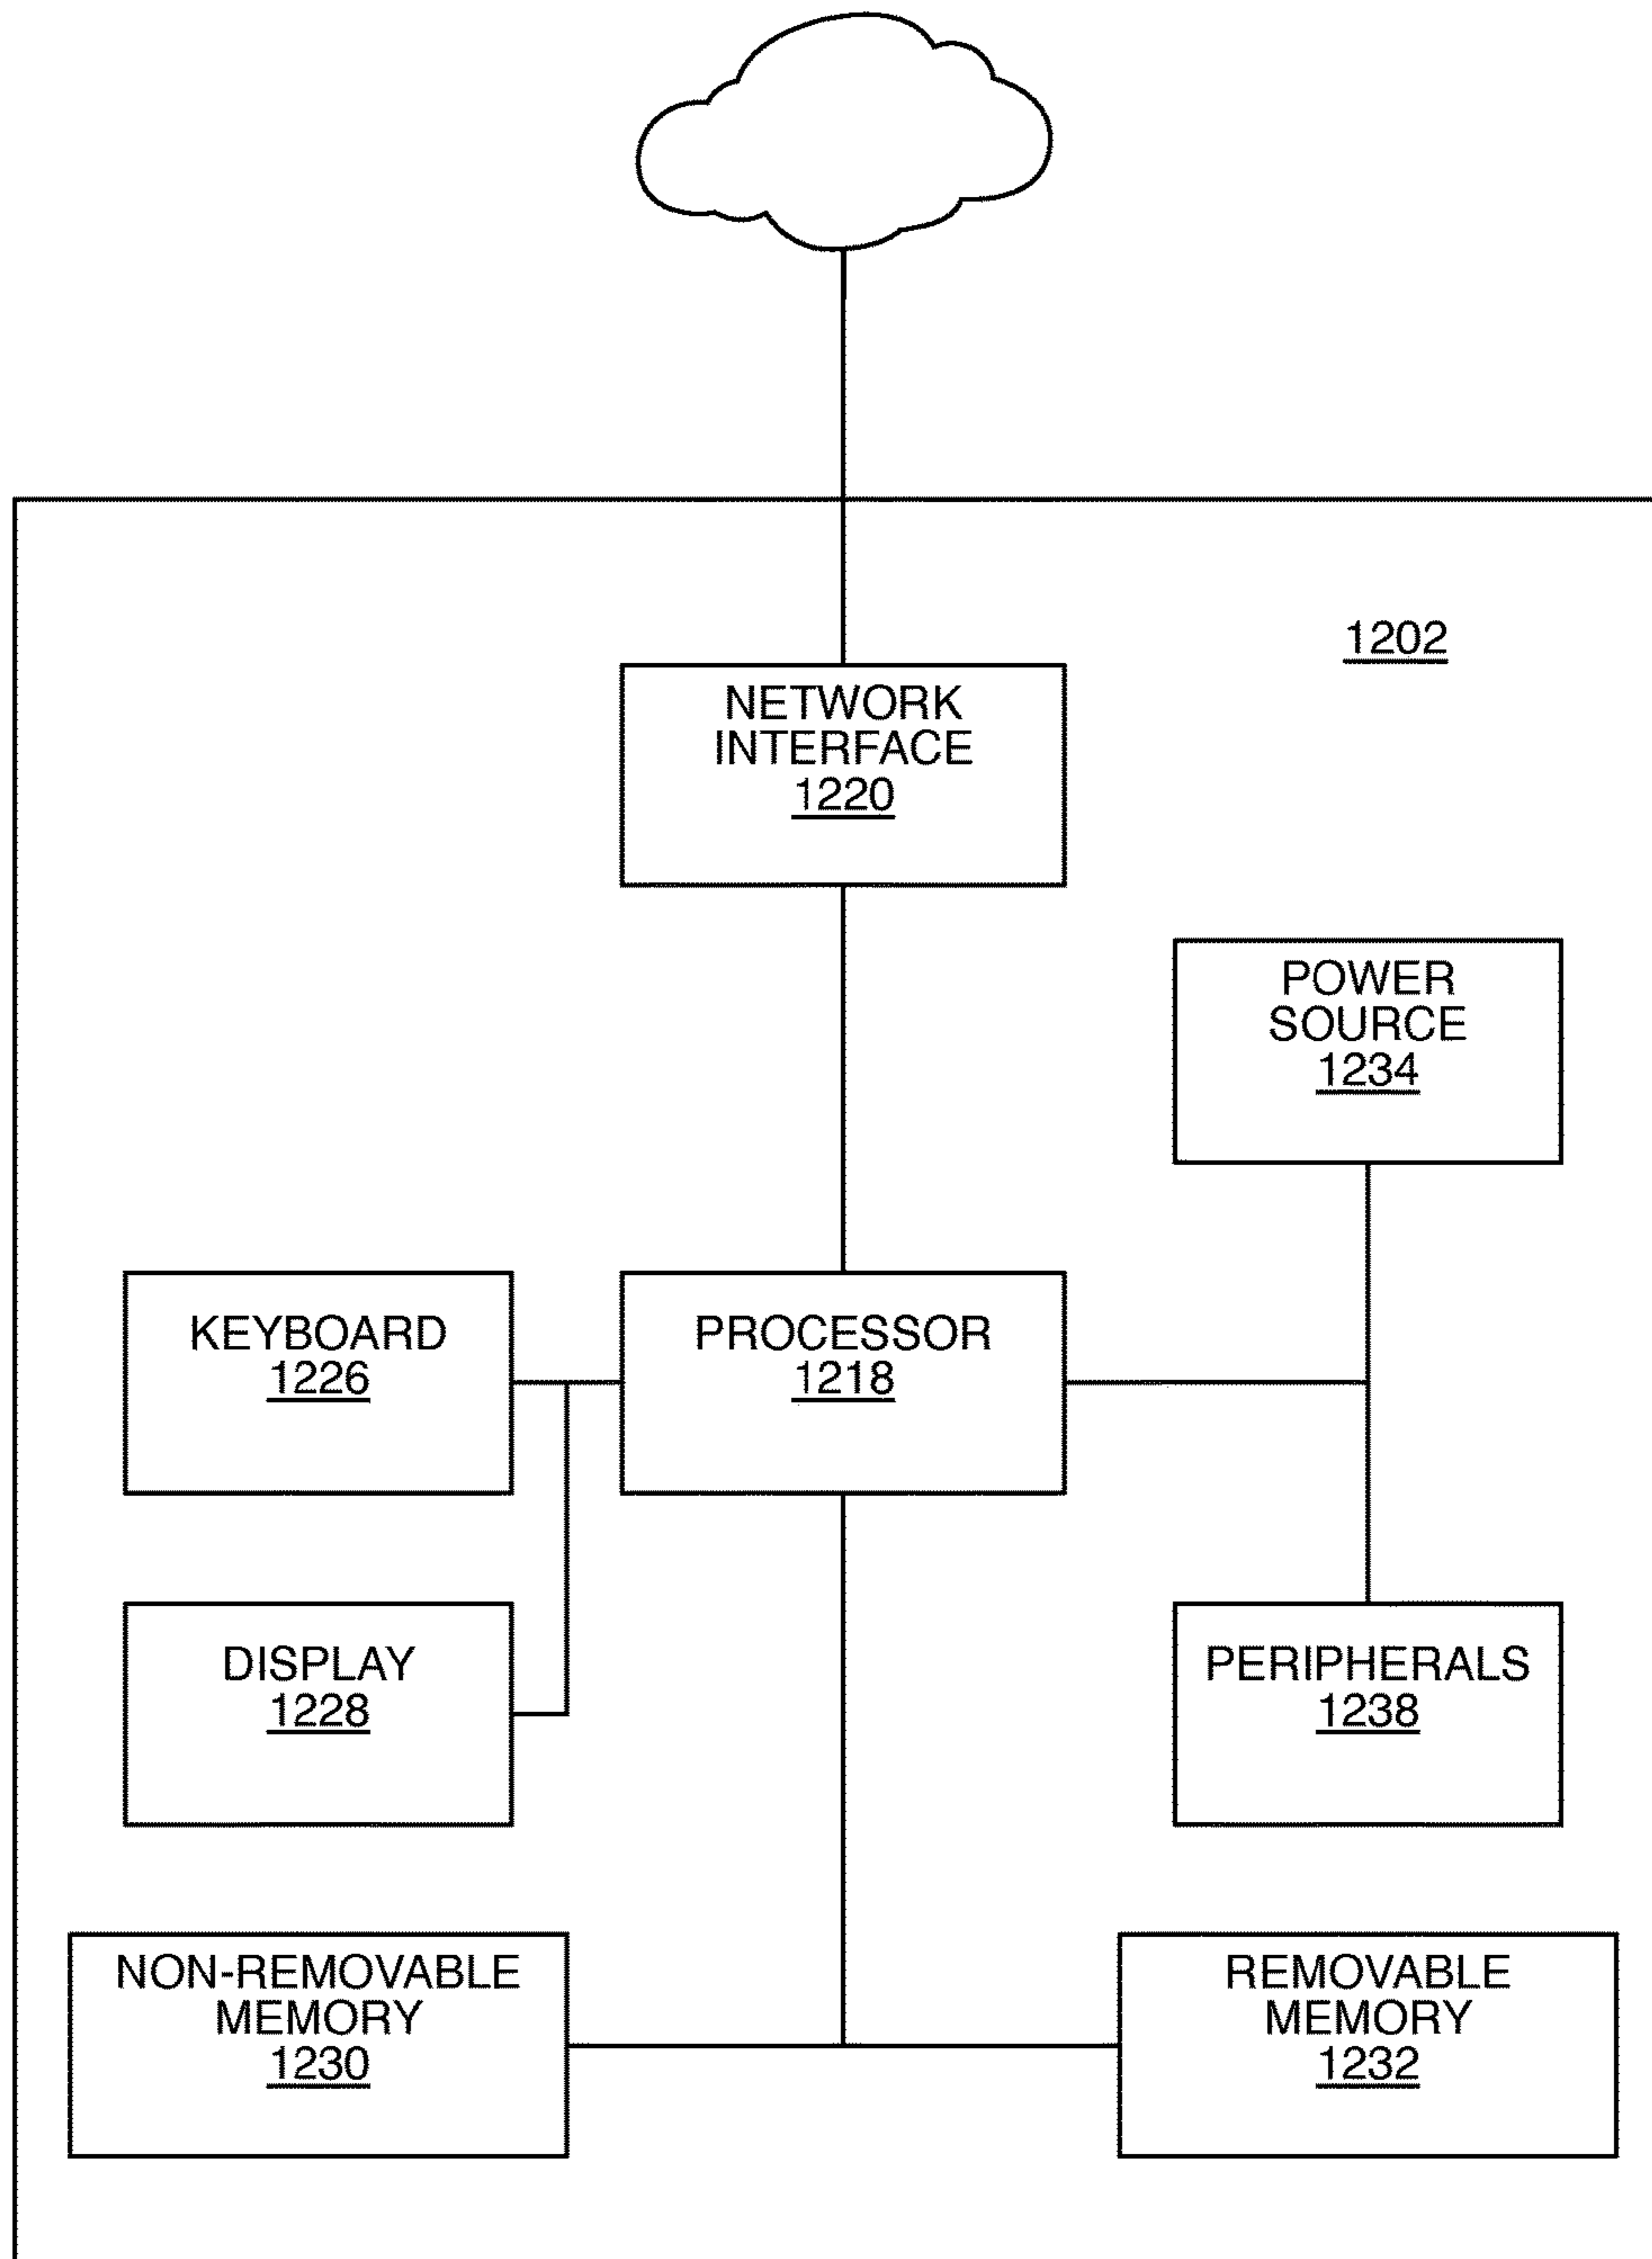 1202
NETWORK
INTERFACE
1220
POWER
SOURCE
1234
KEYBOARD
1226
PROCESSOR
1218
DISPLAY
1228
PERIPHERALS
1238
NON-REMOVABLE
MEMORY
1230
REMOVABLE
MEMORY
1232